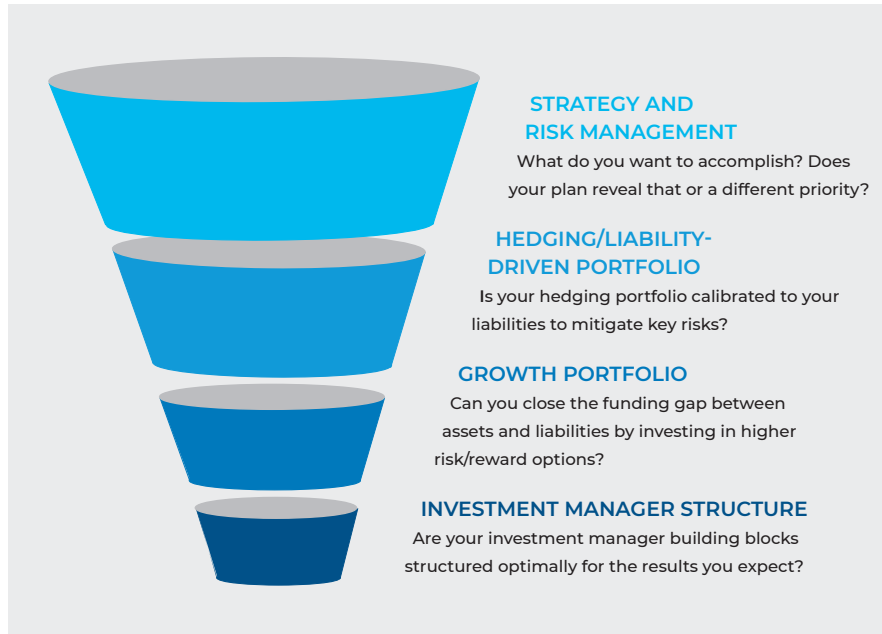 STRATEGY AND
RISK MANAGEMENT
What do you want to accomplish? Does
your plan reveal that or a different priority?
HEDGING/LIABILITY-
DRIVEN PORTFOLIO
Is your hedging portfolio calibrated to your
liabilities to mitigate key risks?
GROWTH PORTFOLIO
Can you close the funding gap between
assets and liabilities by investing in higher
risk/reward options?
INVESTMENT MANAGER STRUCTURE
Are your investment manager building blocks
structured optimally for the results you expect?